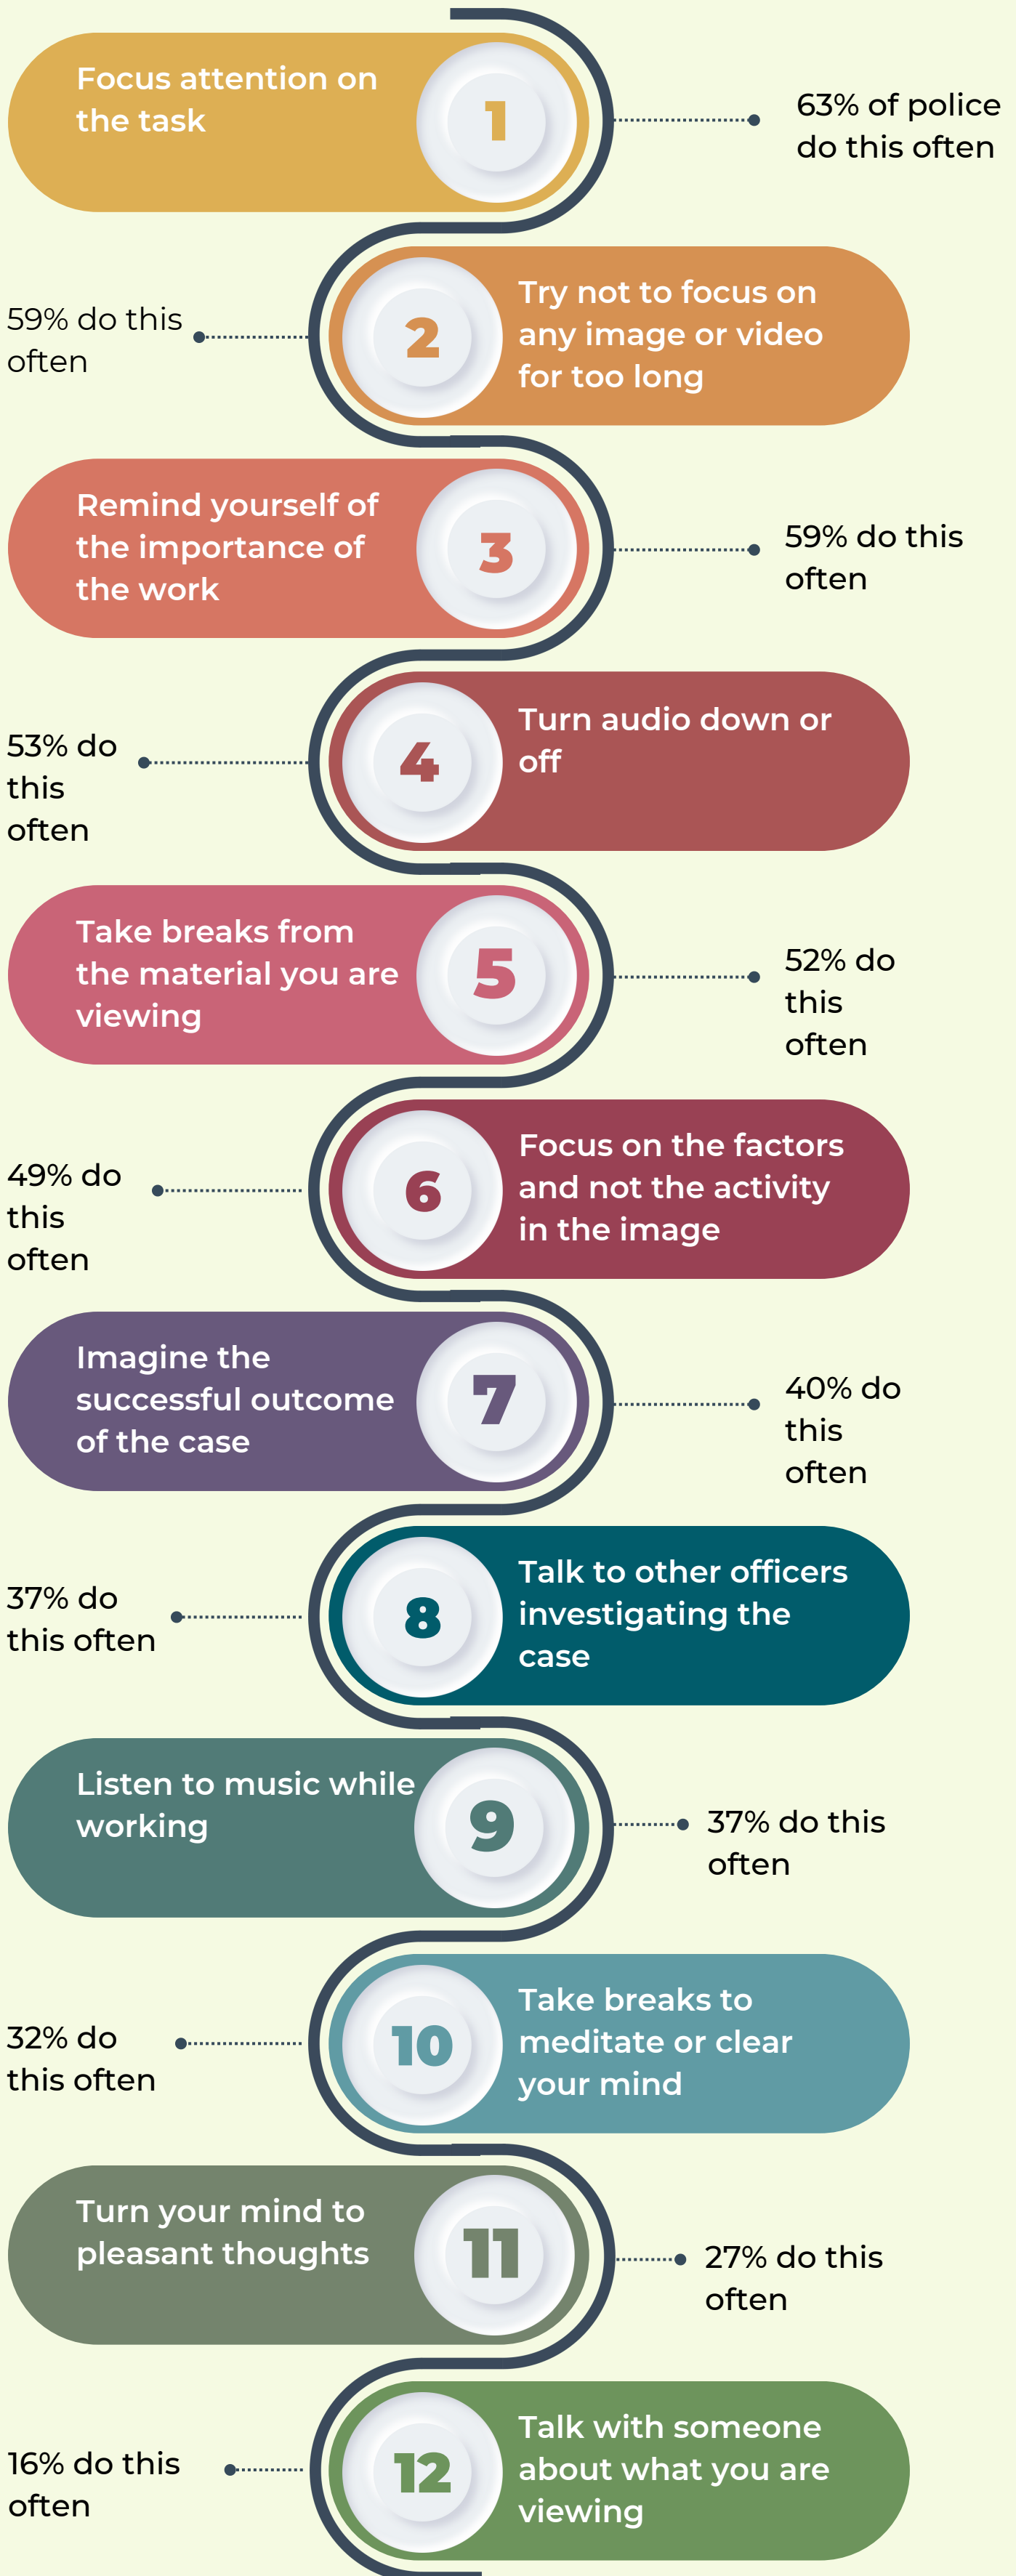 Focus attention on
the task
1
63% of police
do this often
59% do this
often
2
Try not to focus on
any image or video
for too long
Remind yourself of
the importance of
the work
3
59% do this
often
53% do
this
often
4
Turn audio down or
off
Take breaks from
the material you are
viewing
5
52% do
this
often
49% do
this
often
6
Focus on the factors
and not the activity
in the image
Imagine the
successful outcome
of the case
7
40% do
this
often
37% do
this often
8
Talk to other officers
investigating the
case
Listen to music while
working
9
37% do this
often
32% do
this often
10
Take breaks to
meditate or clear
your mind
Turn your mind to
pleasant thoughts
11
27% do this
often
16% do this
often
12
Talk with someone
about what you are
viewing